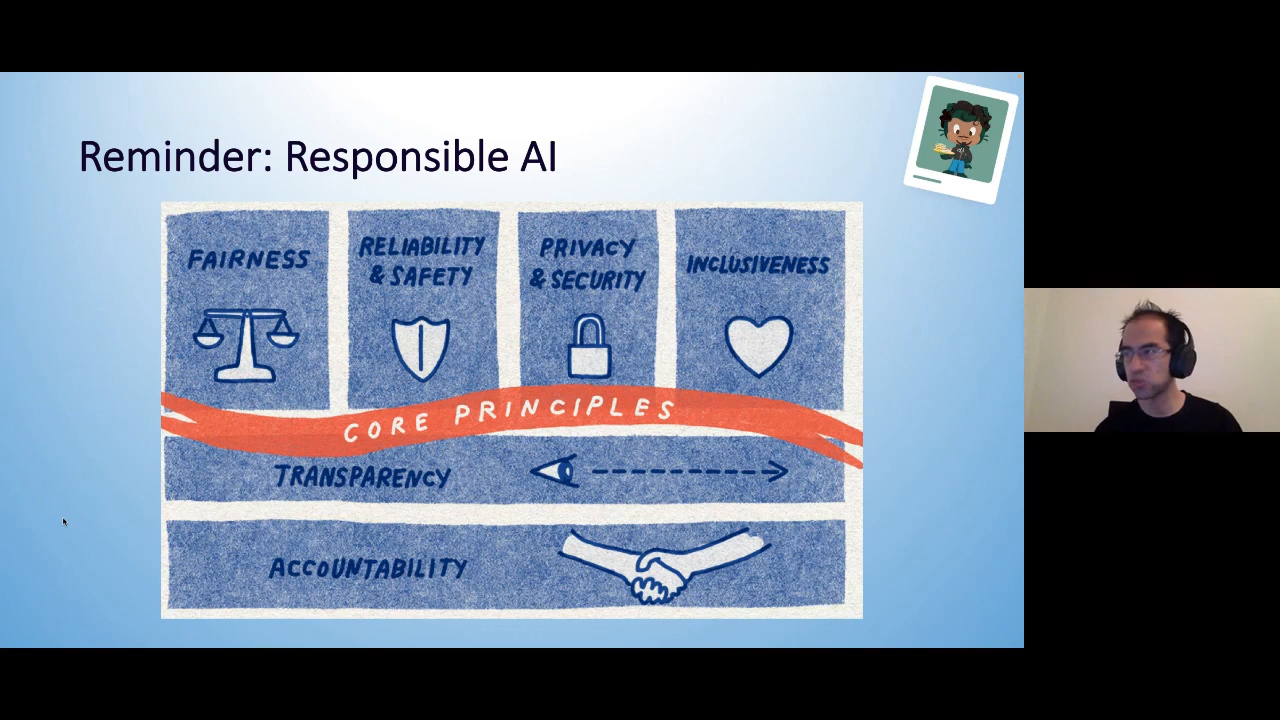 Reminder: Responsible AI
FAIRNESS
RELIABILITY
& SAFETY
PRIVACY
& SECURITY
INCLUSIVENESS
CORE PRINCIPLES
TRANSPARENCY
ACCOUNTABILITY